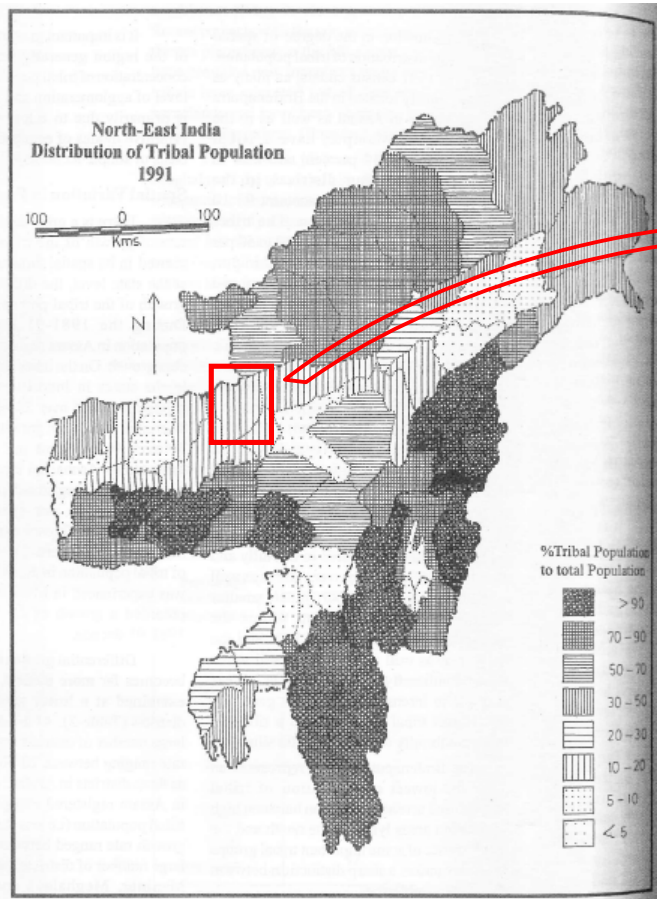 North-East India
Distribution of Tribal Population
1991
100 0 100
Kms.
N
%Tribal Population
to total Population
> 90
70 - 90
50 - 70
30 - 50
20 - 30
10 - 20
5 - 10
< 5